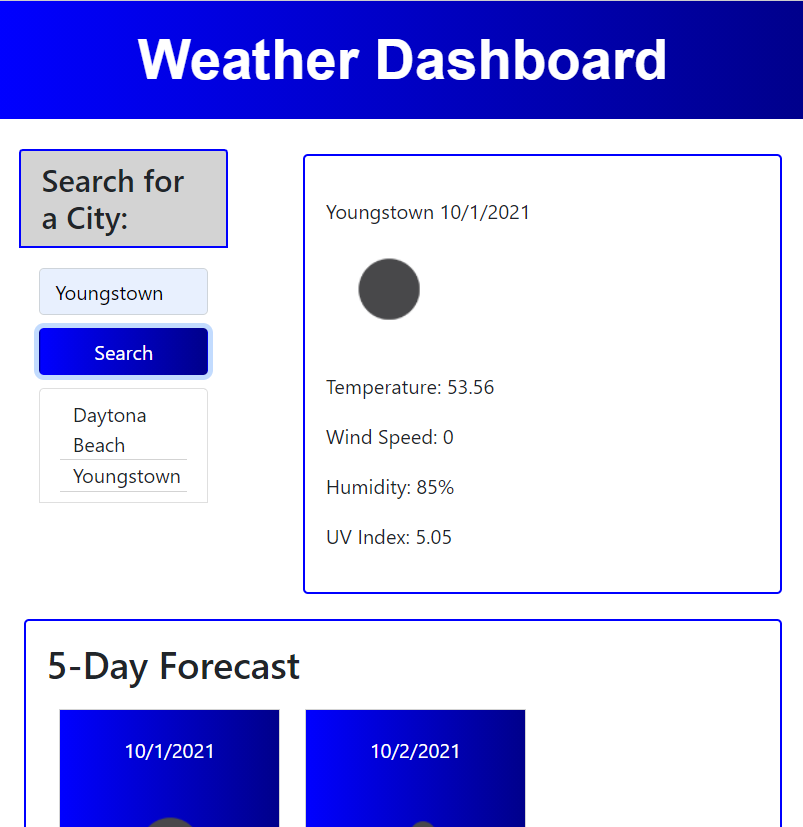 Weather Dashboard
Search for
a City:
Youngstown
Search
Daytona
Beach
Youngstown
Youngstown 10/1/2021
Temperature: 53.56
Wind Speed: 0
Humidity: 85%
UV Index: 5.05
5-Day Forecast
10/1/2021
10/2/2021